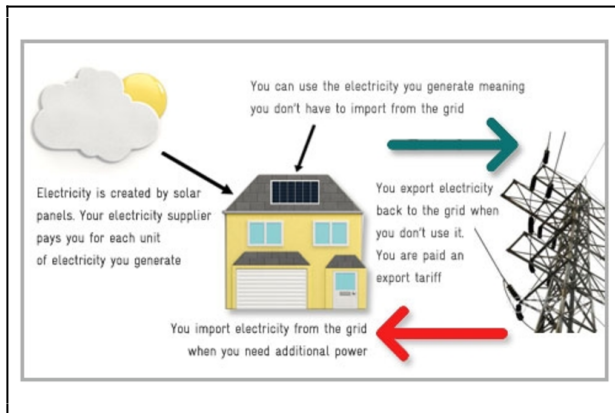 You can use the electricity you generate meaning
you don't have to import from the grid
Electricity is created by solar
panels. Your electricity supplier
pays you for each unit
of electricity you generate
You export electricity
back to the grid when
you don't use it.
You are paid an
export tariff
You import electricity from the grid
when you need additional power